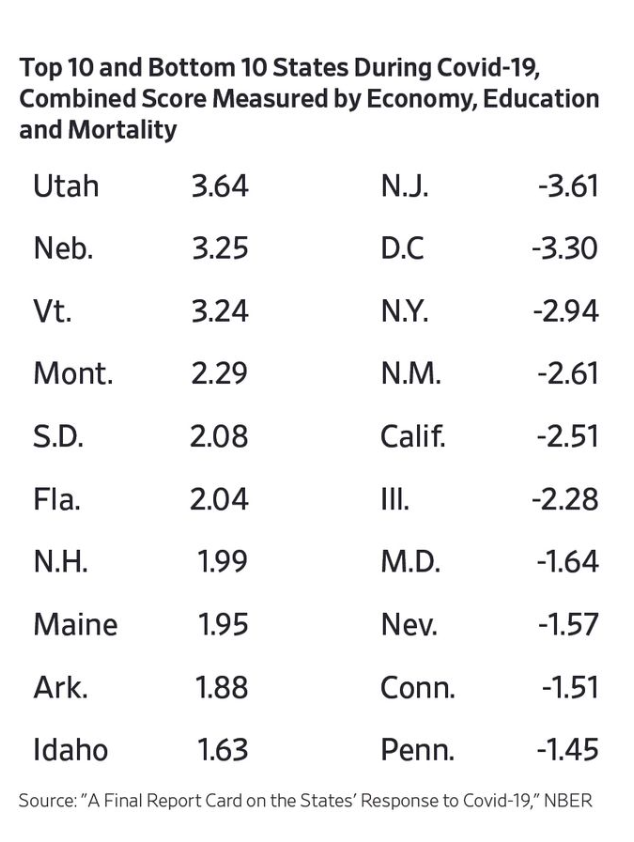 Top 10 and Bottom 10 States During Covid-19,
Combined Score Measured by Economy, Education
and Mortality
Utah 3.64 N.J. -3.61
Neb. 3.25 D.C -3.30
Vt. 3.24 N.Y. -2.94
Mont. 2.29 N.M. -2.61
S.D. 2.08 Calif. -2.51
Fla. 2.04 Ill. -2.28
N.H. 1.99 M.D. -1.64
Maine 1.95 Nev. -1.57
Ark. 1.88 Conn. -1.51
Idaho 1.63 Penn. -1.45
Source: "A Final Report Card on the States' Response to Covid-19," NBER